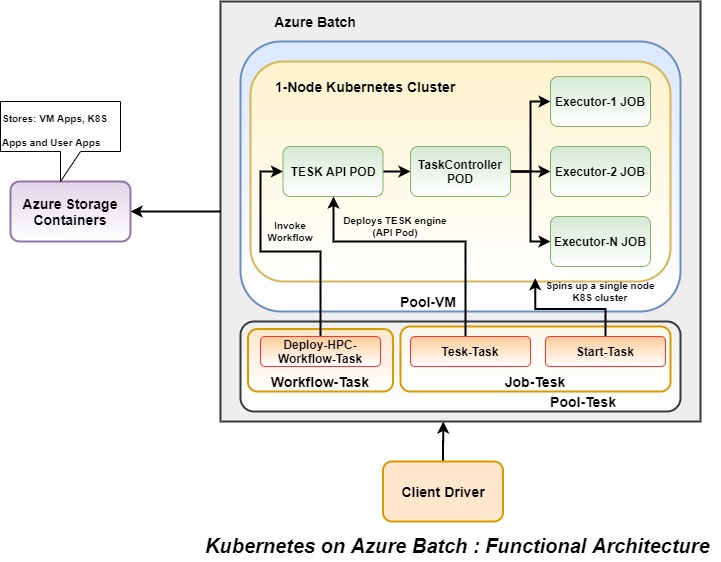 Azure Batch
1-Node Kubernetes Cluster
Executor-1 JOB
Stores: VM Apps, K8S
Apps and User Apps
TESK API POD
TaskController
POD
Executor-2 JOB
Azure Storage
Containers
Invoke
Workflow
Deploys TESK engine
(API Pod)
Executor-N JOB
Spins up a single node
K8S cluster
Pool-VM
Deploy-HPC-
Workflow-Task
Tesk-Task
Start-Task
Workflow-Task
Job-Tesk
Pool-Tesk
Client Driver
Kubernetes on Azure Batch : Functional Architecture